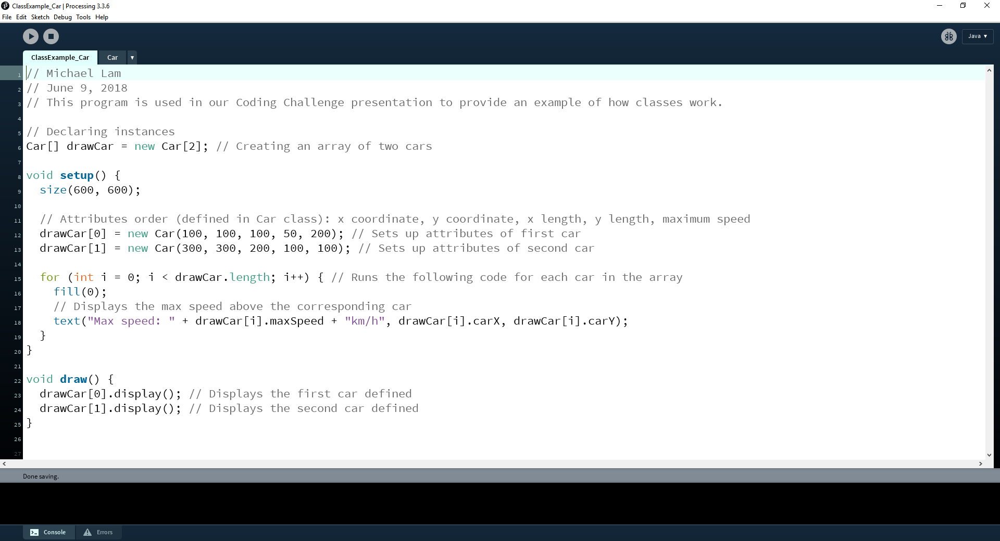 ClassExample_Car | Processing 3.3.6
File Edit Sketch Debug Tools Help
Java ▼
ClassExample_Car Car ▼
1 // Michael Lam
2 // June 9, 2018
3 // This program is used in our Coding Challenge presentation to provide an example of how classes work.
4
5 // Declaring instances
6 Car[] drawCar = new Car[2]; // Creating an array of two cars
7
8 void setup() {
9   size(600, 600);
10
11   // Attributes order (defined in Car class): x coordinate, y coordinate, x length, y length, maximum speed
12   drawCar[0] = new Car(100, 100, 100, 50, 200); // Sets up attributes of first car
13   drawCar[1] = new Car(300, 300, 200, 100, 100); // Sets up attributes of second car
14
15   for (int i = 0; i < drawCar.length; i++) { // Runs the following code for each car in the array
16     fill(0);
17     // Displays the max speed above the corresponding car
18     text("Max speed: " + drawCar[i].maxSpeed + "km/h", drawCar[i].carX, drawCar[i].carY);
19   }
20 }
21
22 void draw() {
23   drawCar[0].display(); // Displays the first car defined
24   drawCar[1].display(); // Displays the second car defined
25 }
26
27
Done saving.
Console Errors